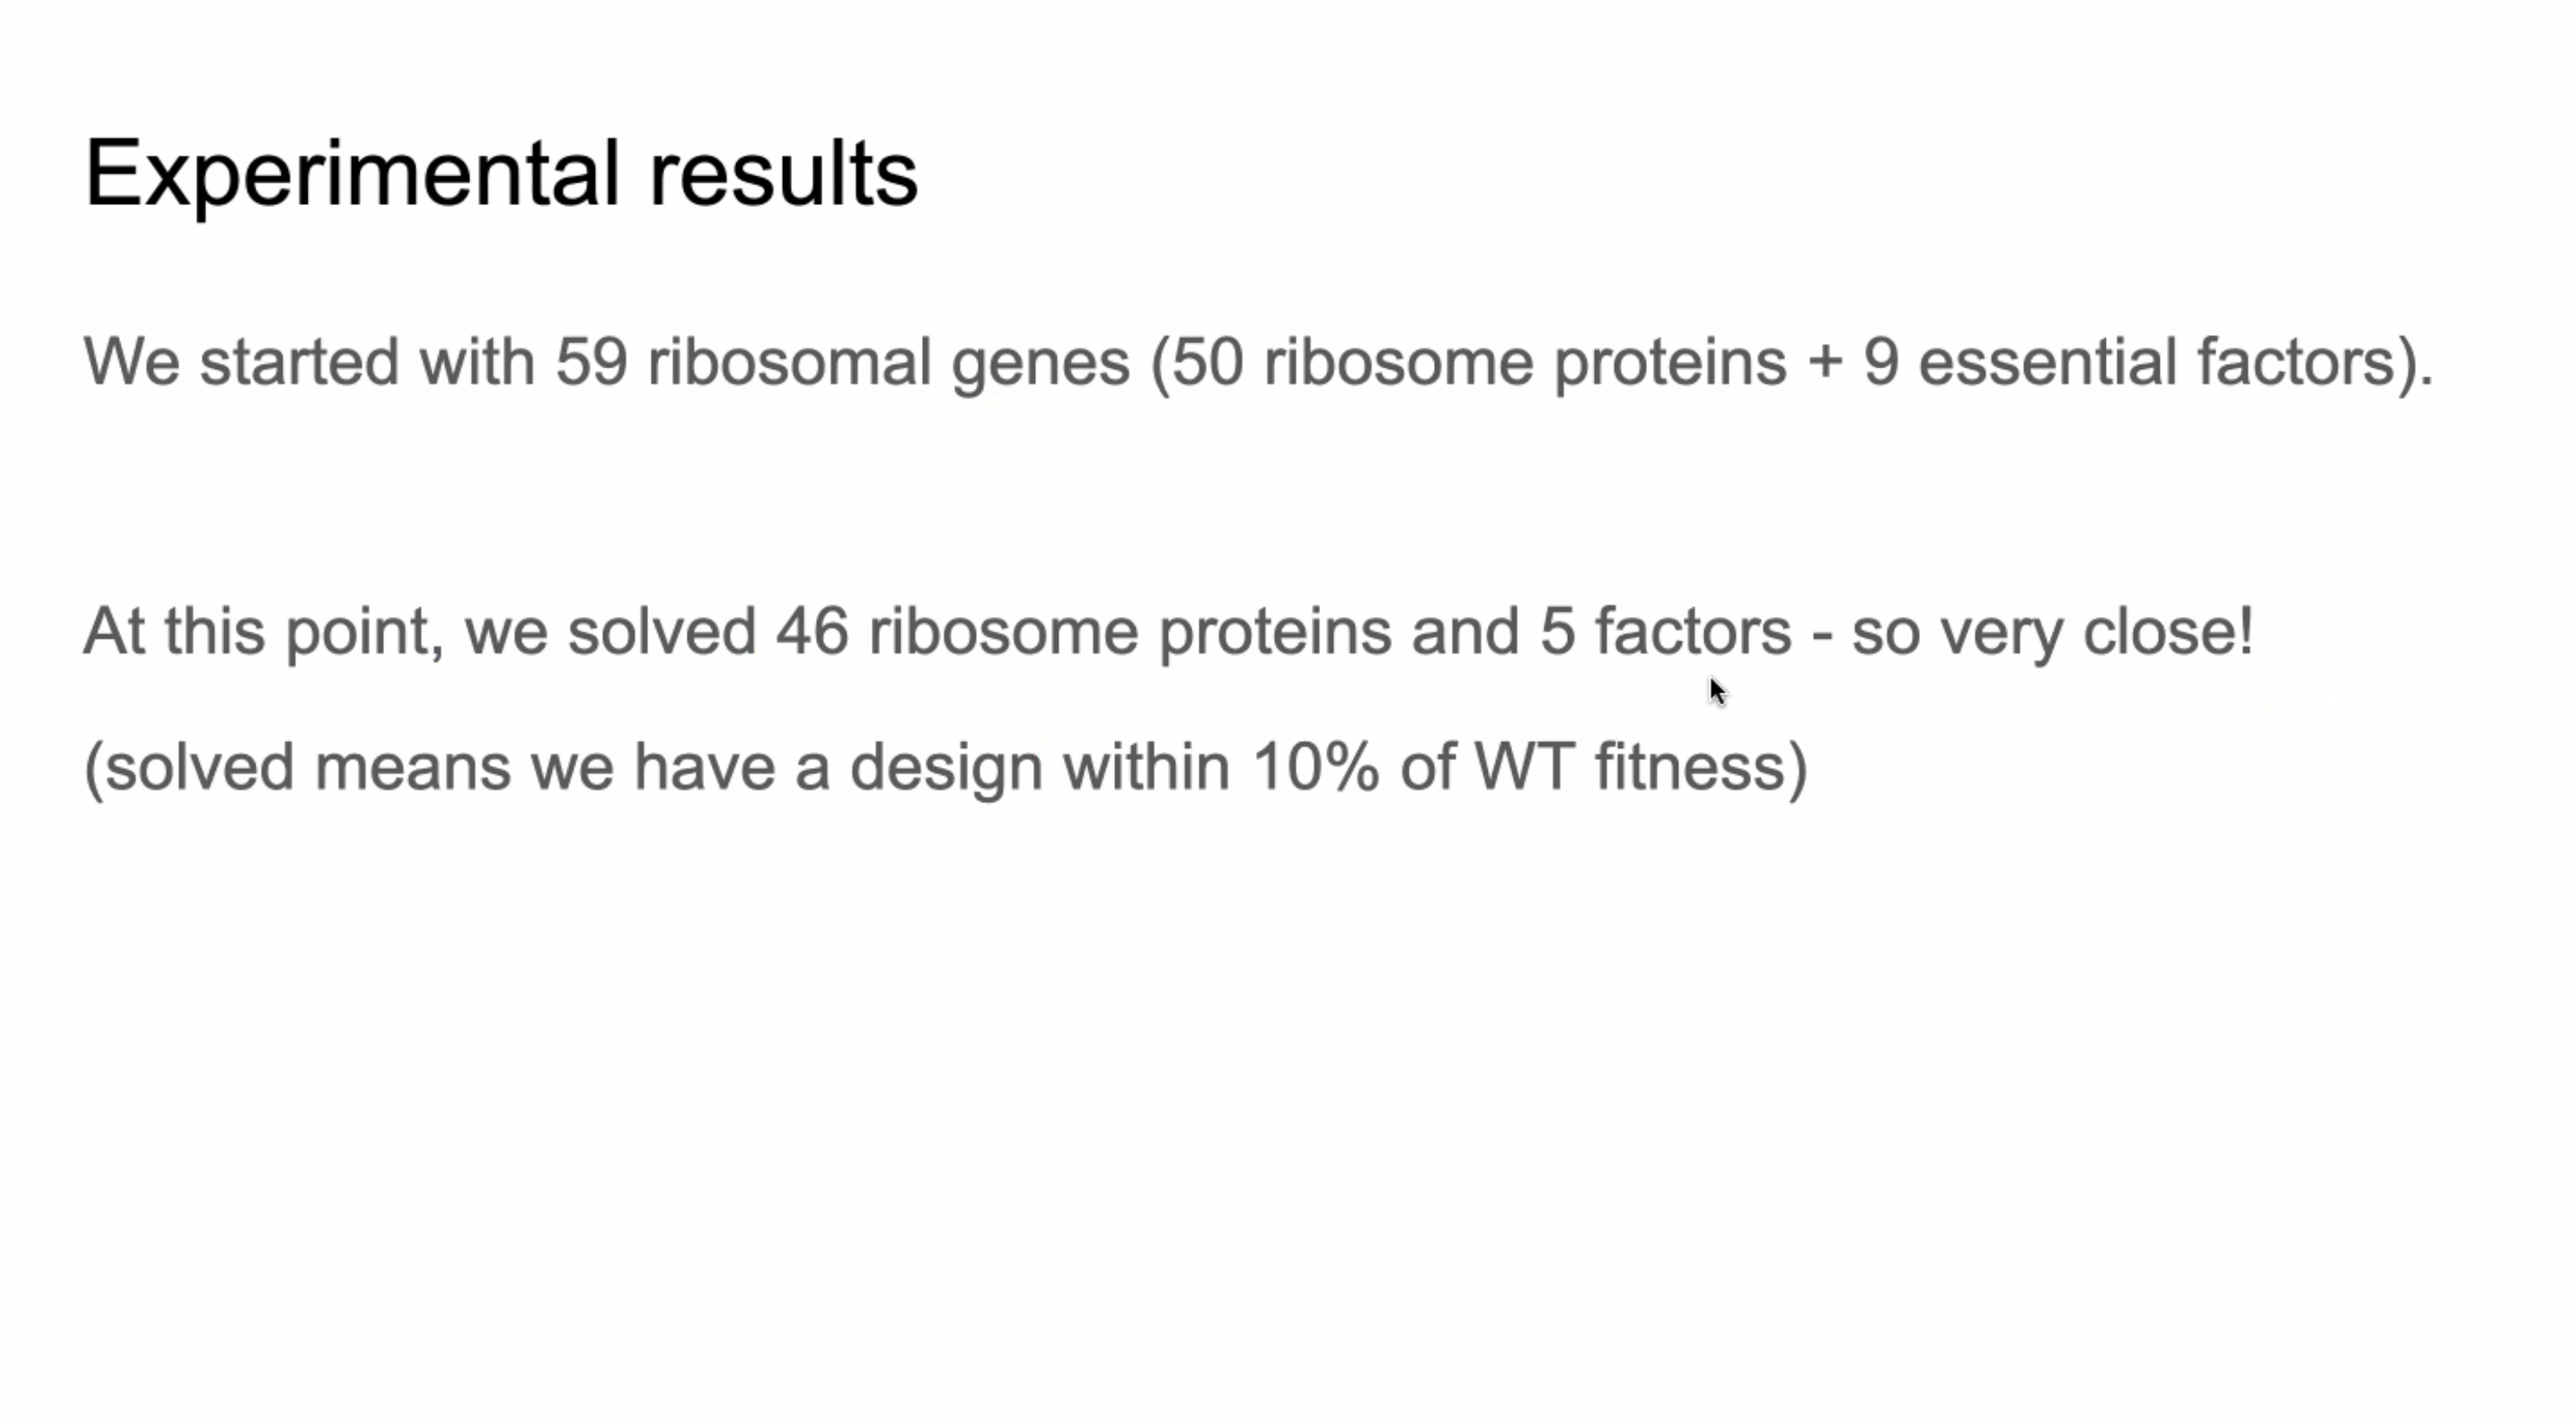 Experimental results
We started with 59 ribosomal genes (50 ribosome proteins + 9 essential factors).
At this point, we solved 46 ribosome proteins and 5 factors - so very close!
(solved means we have a design within 10% of WT fitness)